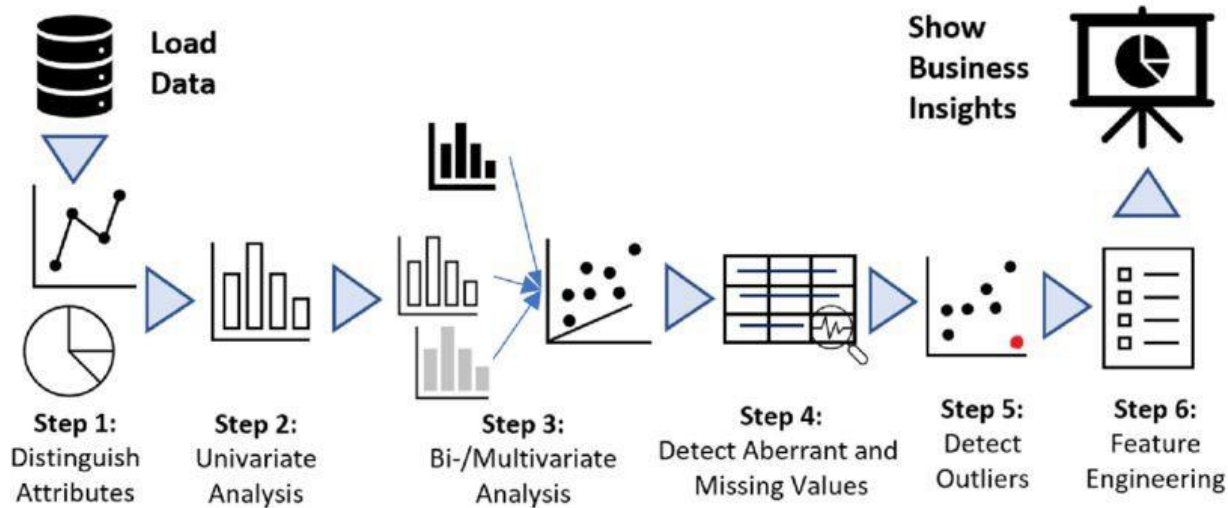 Load
Data
Show
Business
Insights
Step 1:
Distinguish
Attributes
Step 2:
Univariate
Analysis
Step 3:
Bi-/Multivariate
Analysis
Step 4:
Detect Aberrant and
Missing Values
Step 5:
Detect
Outliers
Step 6:
Feature
Engineering